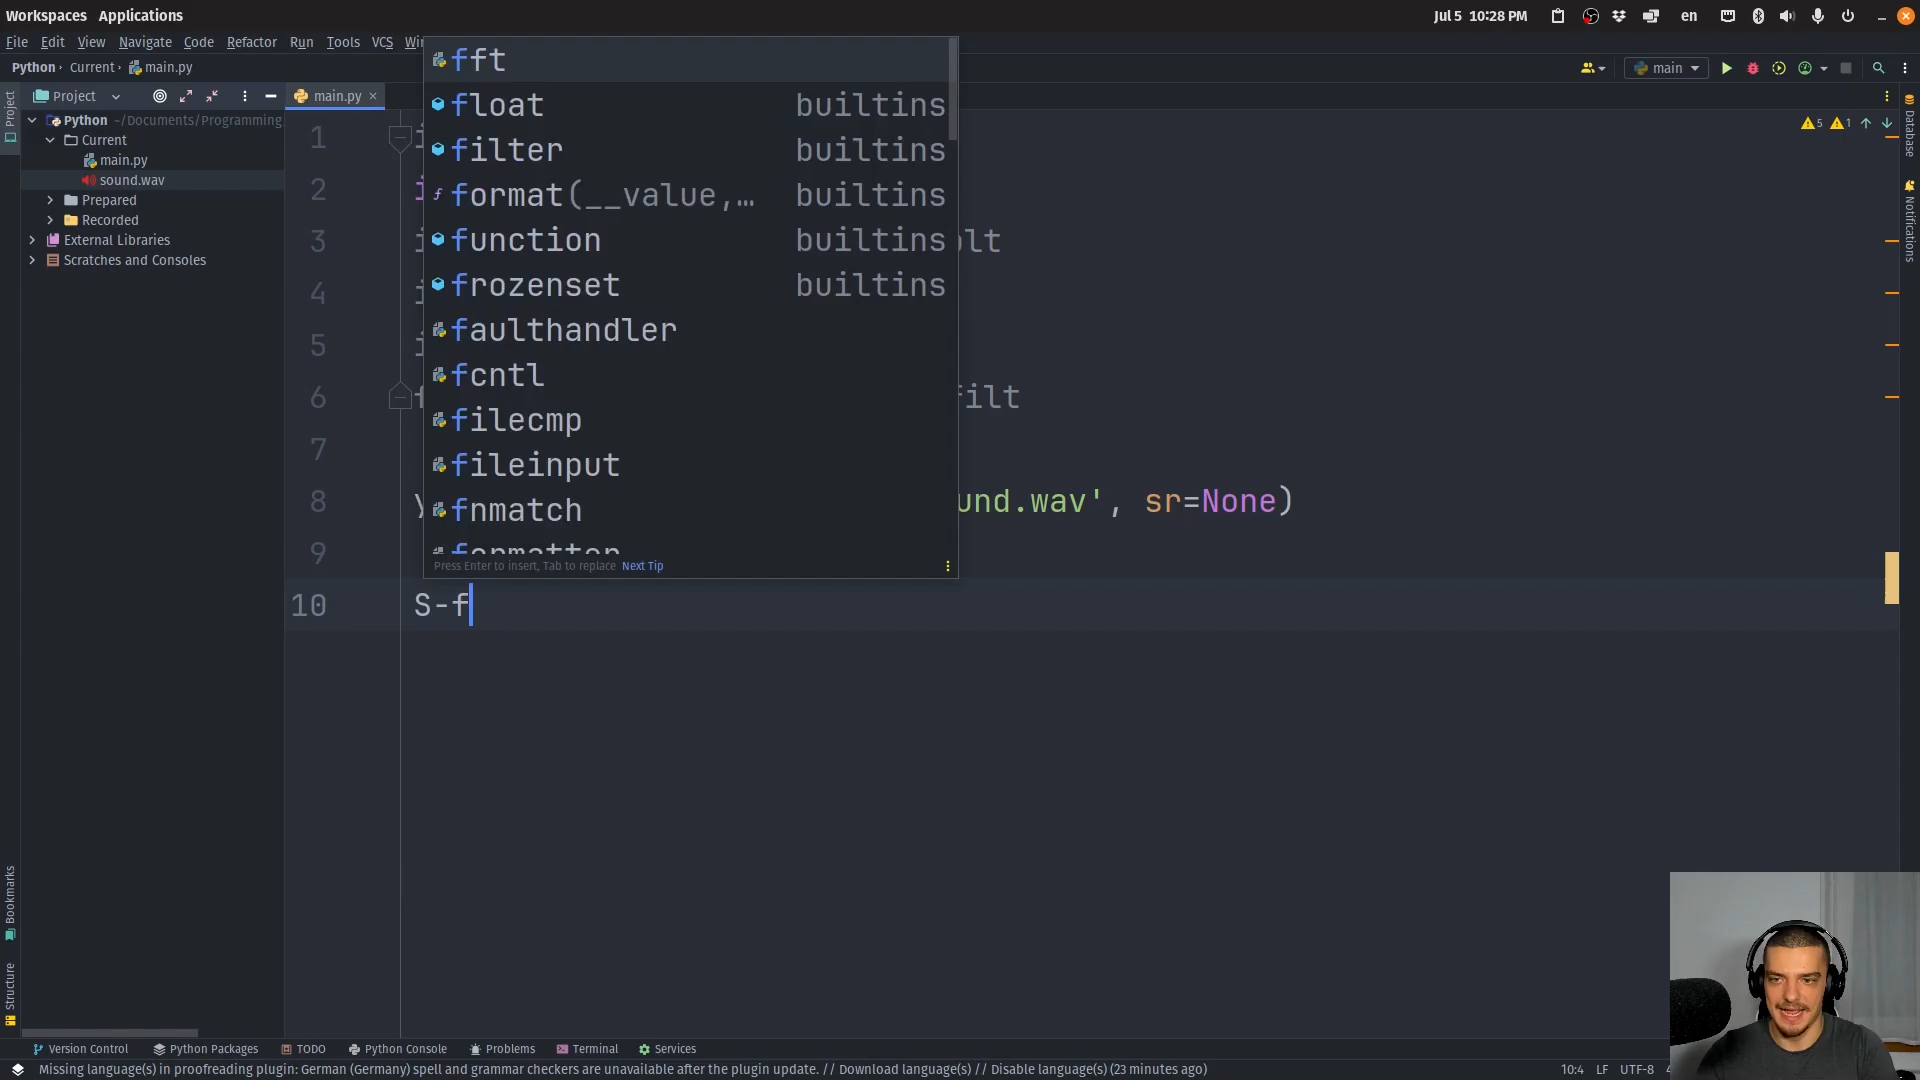 Workspaces Applications Jul 5 10:28 PM en
File Edit View Navigate Code Refactor Run Tools VCS
Python Current main.py main
Project main.py
Python ~/Documents/Programming
Current
main.py
sound.wav
Prepared
Recorded
External Libraries
Scratches and Consoles
Project
Bookmarks
Structure
fft
float builtins
filter builtins
format(__value,… builtins
function builtins
frozenset builtins
faulthandler
fcntl
filecmp
fileinput
fnmatch
formatter
Press Enter to insert, Tab to replace Next Tip
1
2
3
4
5
6 filt
7
8 und.wav', sr=None)
9
10 S-f
5 1
Database
Notifications
Version Control Python Packages TODO Python Console Problems Terminal Services
Missing language(s) in proofreading plugin: German (Germany) spell and grammar checkers are unavailable after the plugin update. // Download language(s) // Disable language(s) (23 minutes ago) 10:4 LF UTF-8